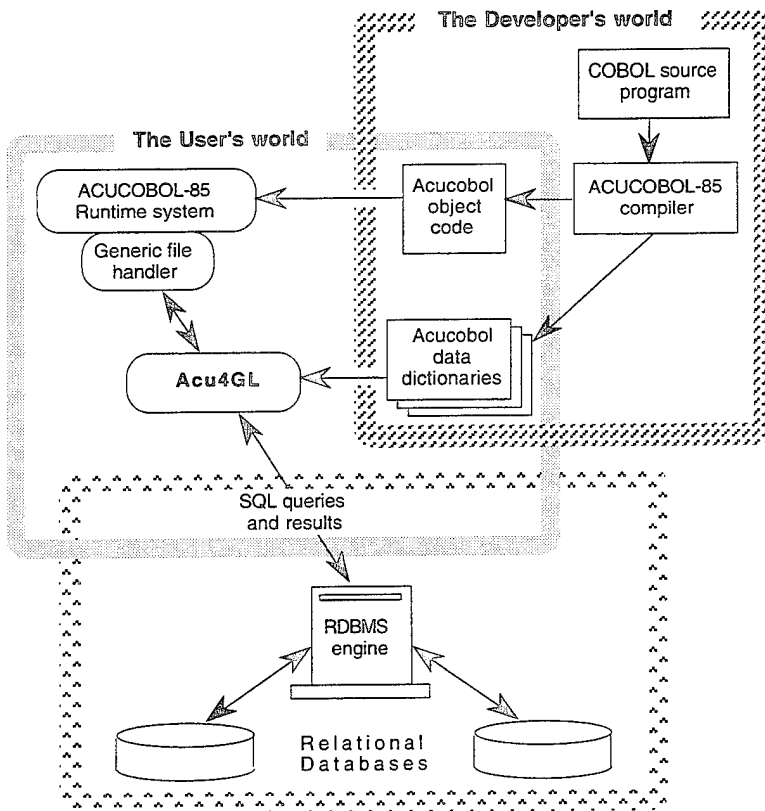 The Developer's world
COBOL source
program
The User's world
ACUCOBOL-85
Runtime system
Acucobol
object
code
ACUCOBOL-85
compiler
Generic file
handler
Acucobol
data
dictionaries
Acu4GL
SQL queries
and results
RDBMS
engine
Relational
Databases